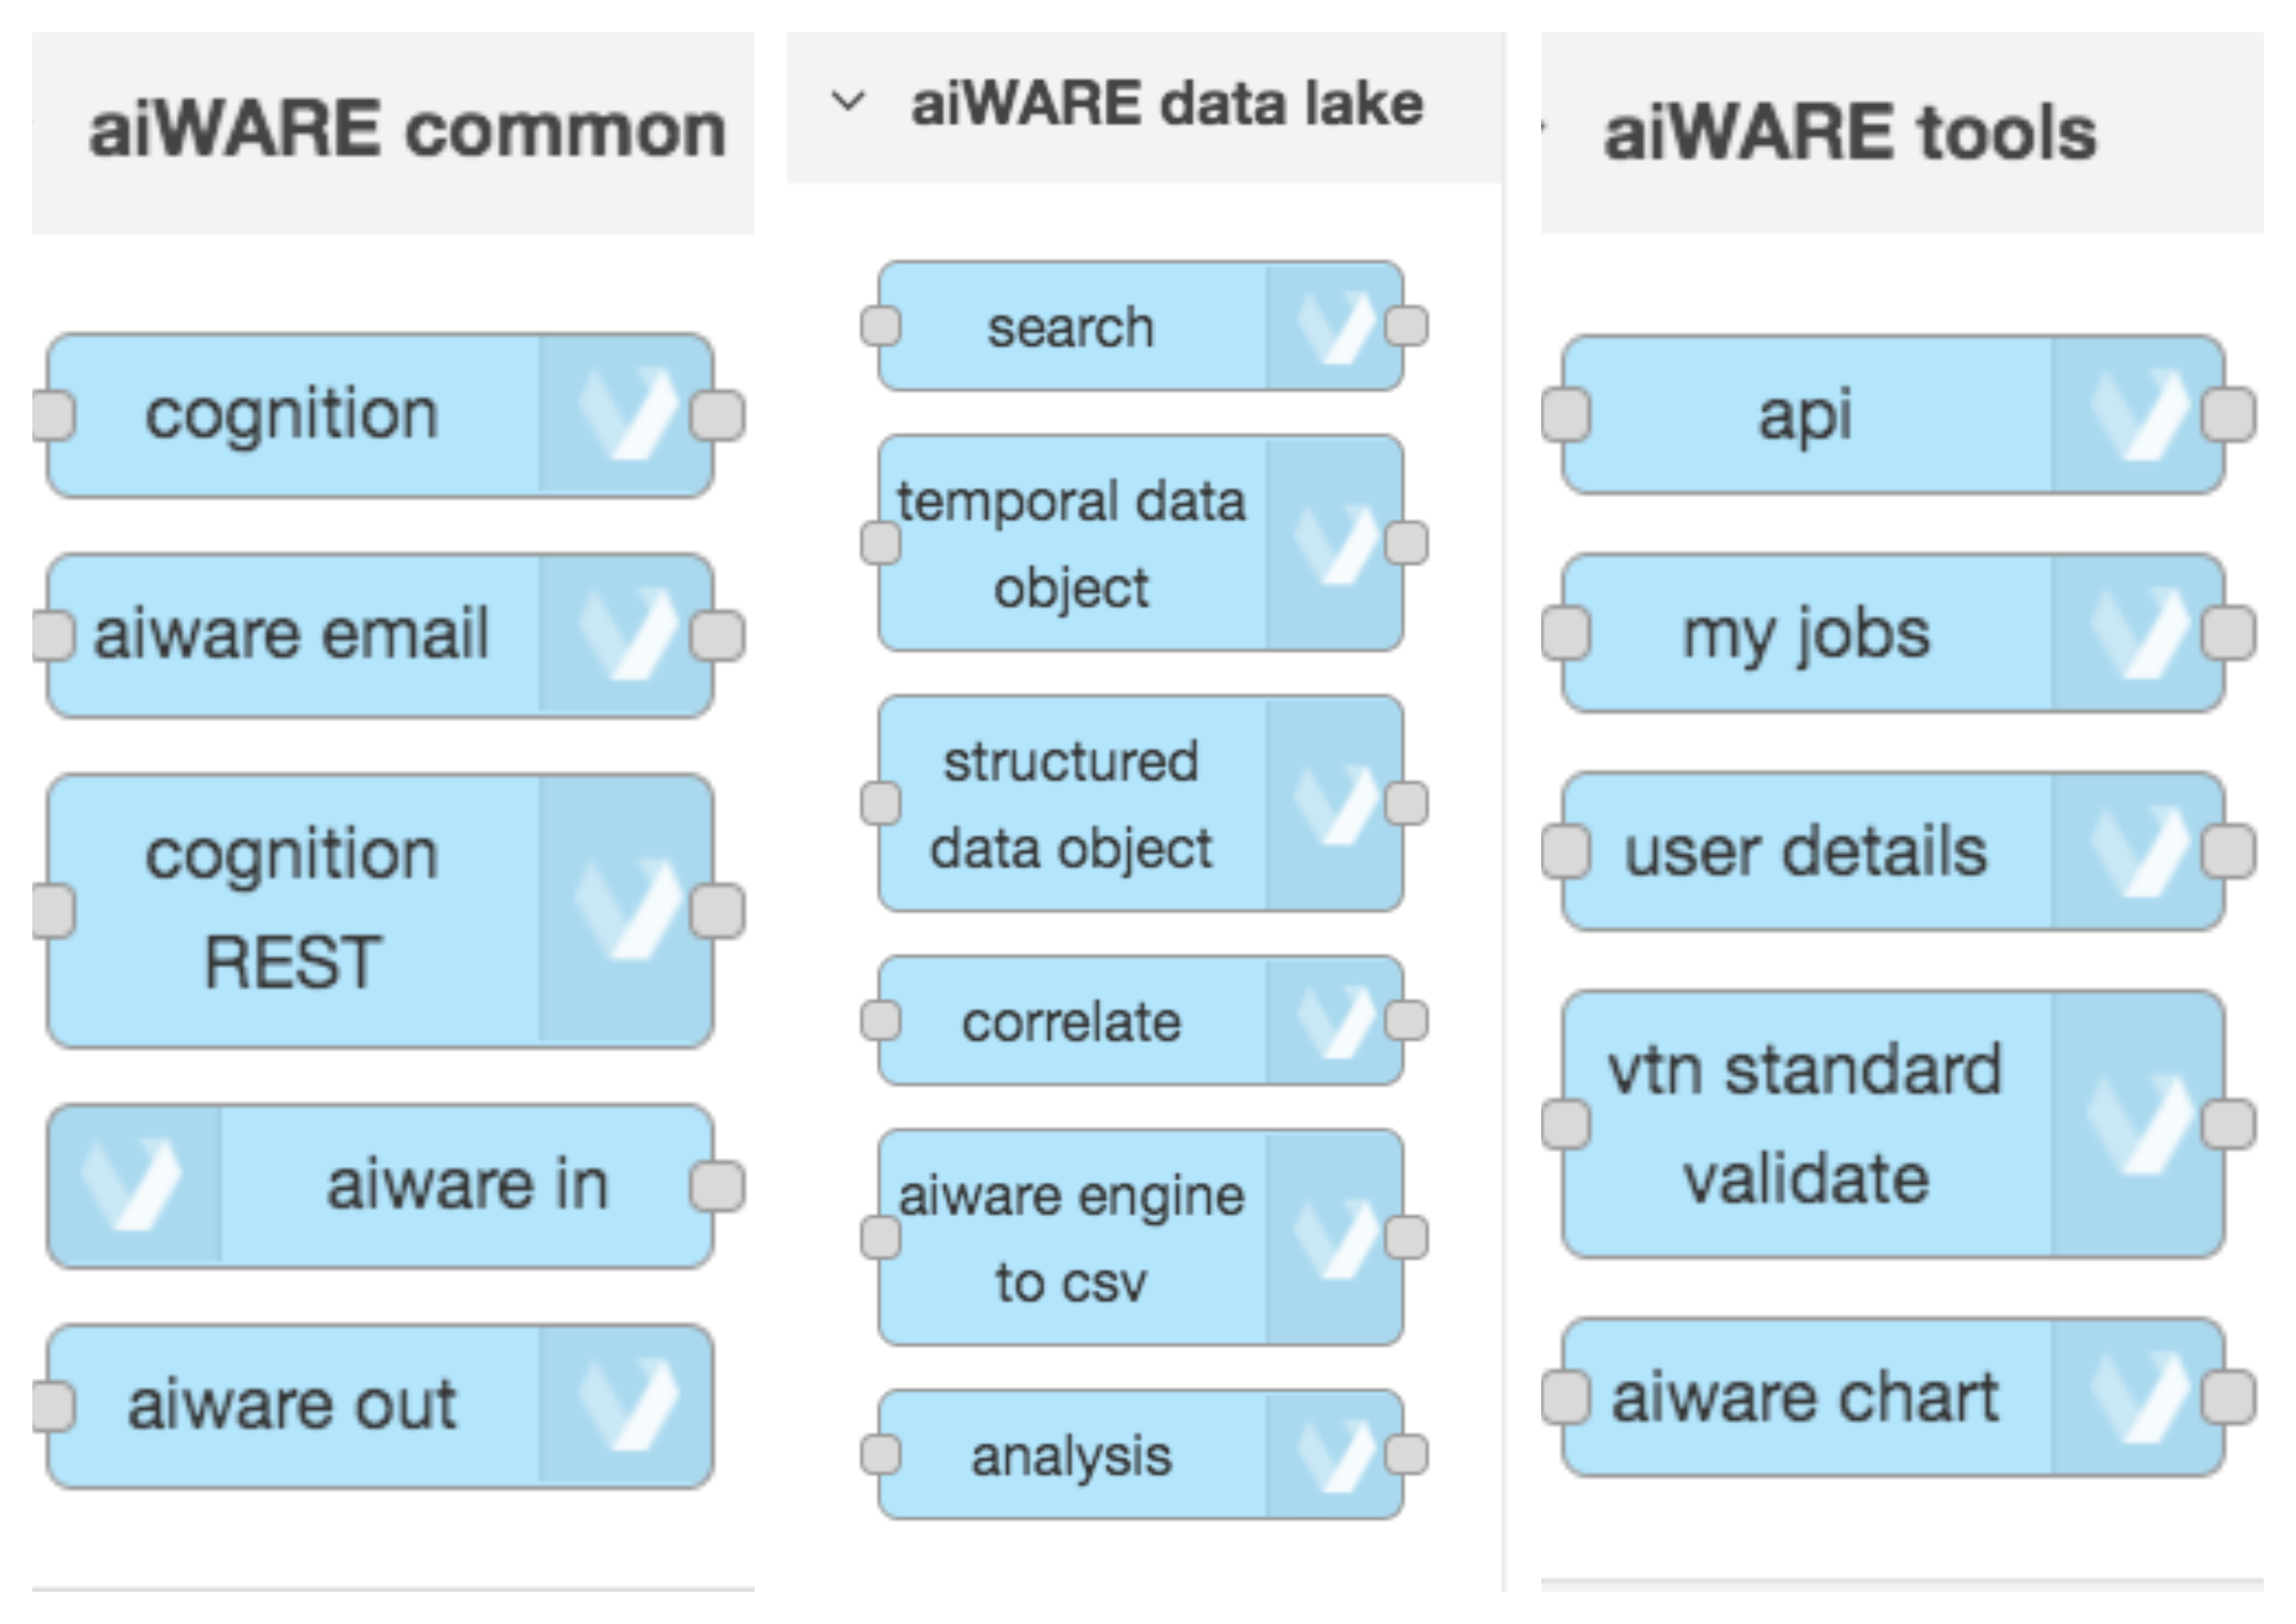 aiWARE common
cognition
aiware email
cognition
REST
aiware in
aiware out
aiWARE data lake
search
temporal data
object
structured
data object
correlate
aiware engine
to csv
analysis
aiWARE tools
api
my jobs
user details
vtn standard
validate
aiware chart